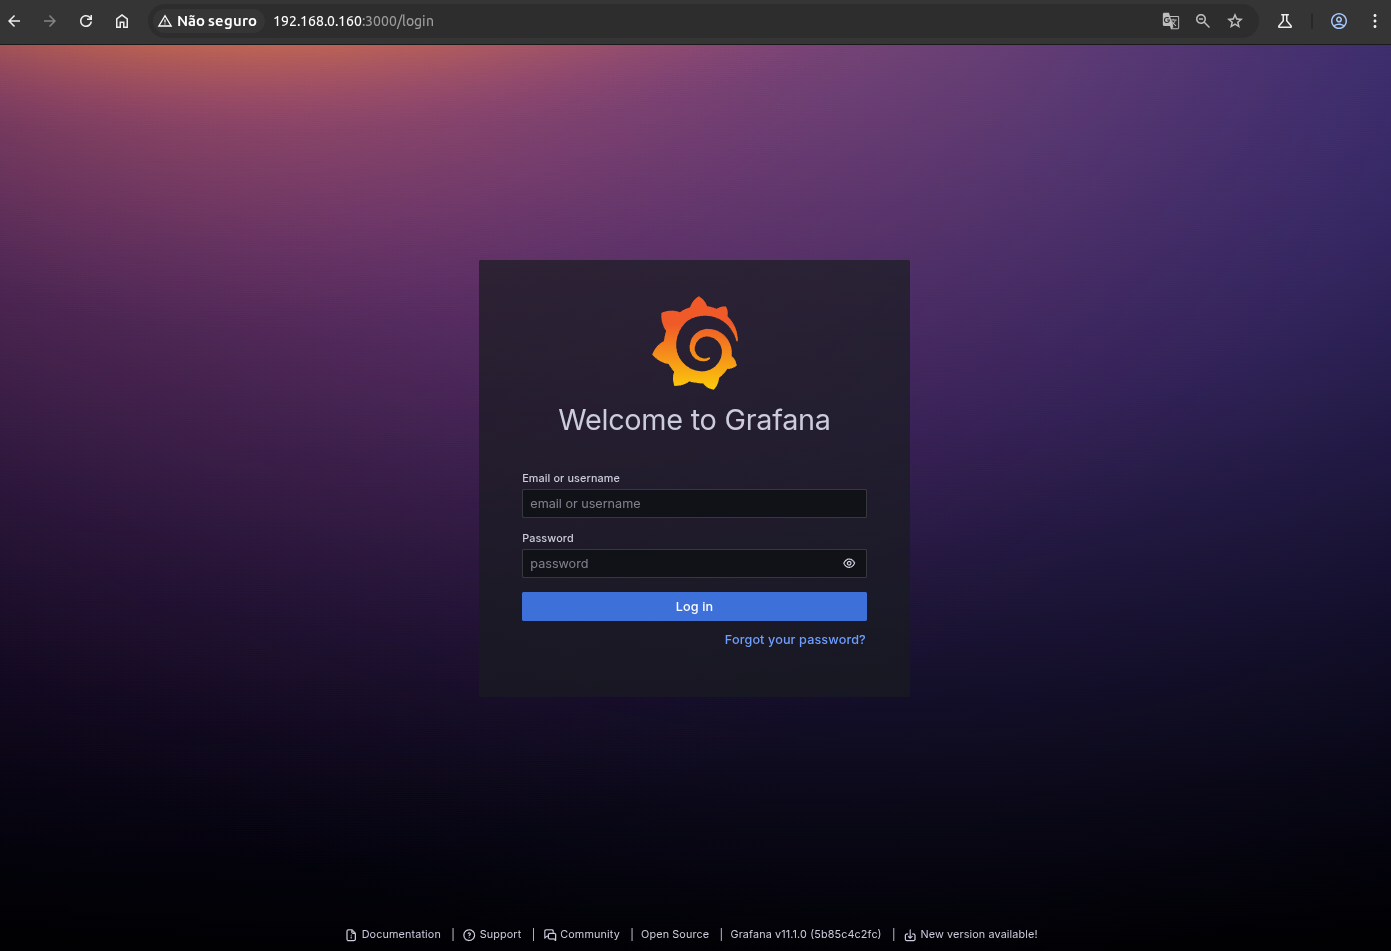 Não seguro 192.168.0.160:3000/login
Welcome to Grafana
Email or username
email or username
Password
password
Log in
Forgot your password?
Documentation | Support | Community | Open Source | Grafana v11.1.0 (5b85c4c2fc) | New version available!